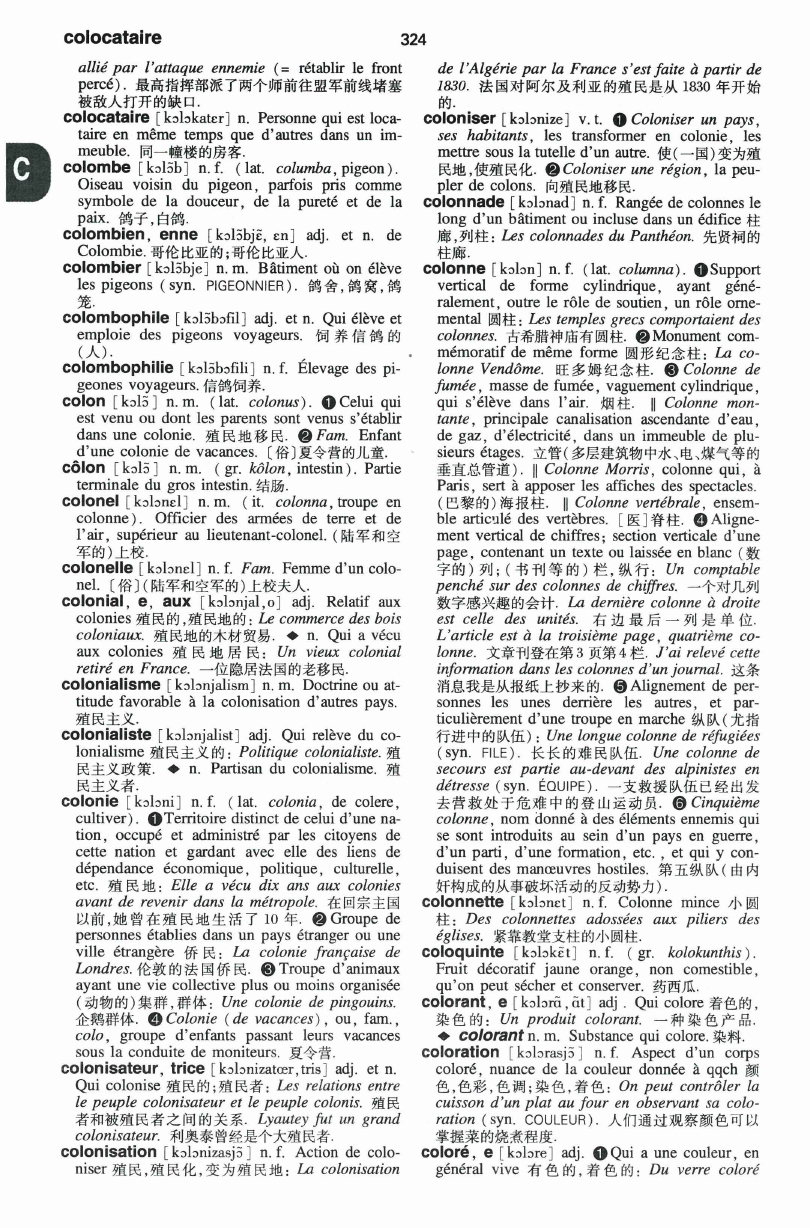 colocataire
324
allié par l'attaque ennemie (= rétablir le front
percé). 最高指挥部派了两个师前往盟军前线堵塞
被敌人打开的缺口.
colocataire [kɔlɔkatɛr] n. Personne qui est loca-
taire en même temps que d'autres dans un im-
meuble. 同一幢楼的房客.
C
colombe [kɔlɔ̃b] n. f. (lat. columba, pigeon).
Oiseau voisin du pigeon, parfois pris comme
symbole de la douceur, de la pureté et de la
paix. 鸽子,白鸽.
colombien, enne [kɔlɔ̃bjɛ̃, ɛn] adj. et n. de
Colombie. 哥伦比亚的;哥伦比亚人.
colombier [kɔlɔ̃bje] n. m. Bâtiment où on élève
les pigeons (syn. PIGEONNIER). 鸽舍,鸽窝,鸽
笼.
colombophile [kɔlɔ̃bɔfil] adj. et n. Qui élève et
emploie des pigeons voyageurs. 饲养信鸽的
(人).
colombophilie [kɔlɔ̃bɔfili] n. f. Élevage des pi-
geones voyageurs. 信鸽饲养.
colon [kɔlɔ̃] n. m. (lat. colonus). ❶Celui qui
est venu ou dont les parents sont venus s'établir
dans une colonie. 殖民地移民. ❷ Fam. Enfant
d'une colonie de vacances. [俗]夏令营的儿童.
côlon [kɔlɔ̃] n. m. (gr. kôlon, intestin). Partie
terminale du gros intestin. 结肠.
colonel [kɔlɔnɛl] n. m. (it. colonna, troupe en
colonne). Officier des armées de terre et de
l'air, supérieur au lieutenant-colonel. (陆军和空
军的)上校.
colonelle [kɔlɔnɛl] n. f. Fam. Femme d'un colo-
nel. [俗](陆军和空军的)上校夫人.
colonial, e, aux [kɔlɔnjal,o] adj. Relatif aux
colonies 殖民的,殖民地的: Le commerce des bois
coloniaux. 殖民地的木材贸易. ◆ n. Qui a vécu
aux colonies 殖民地居民: Un vieux colonial
retiré en France. 一位隐居法国的老移民.
colonialisme [kɔlɔnjalism] n. m. Doctrine ou at-
titude favorable à la colonisation d'autres pays.
殖民主义.
colonialiste [kɔlɔnjalist] adj. Qui relève du co-
lonialisme 殖民主义的: Politique colonialiste. 殖
民主义政策. ◆ n. Partisan du colonialisme. 殖
民主义者.
colonie [kɔlɔni] n. f. (lat. colonia, de colere,
cultiver). ❶Territoire distinct de celui d'une na-
tion, occupé et administré par les citoyens de
cette nation et gardant avec elle des liens de
dépendance économique, politique, culturelle,
etc. 殖民地: Elle a vécu dix ans aux colonies
avant de revenir dans la métropole. 在回宗主国
以前,她曾在殖民地生活了 10 年. ❷Groupe de
personnes établies dans un pays étranger ou une
ville étrangère 侨民: La colonie française de
Londres. 伦敦的法国侨民. ❸Troupe d'animaux
ayant une vie collective plus ou moins organisée
(动物的)集群,群体: Une colonie de pingouins.
企鹅群体. ❹Colonie (de vacances), ou, fam.,
colo, groupe d'enfants passant leurs vacances
sous la conduite de moniteurs. 夏令营.
colonisateur, trice [kɔlɔnizatœr,tris] adj. et n.
Qui colonise 殖民的;殖民者: Les relations entre
le peuple colonisateur et le peuple colonis. 殖民
者和被殖民者之间的关系. Lyautey fut un grand
colonisateur. 利奥泰曾经是个大殖民者.
colonisation [kɔlɔnizasjɔ̃] n. f. Action de colo-
niser 殖民,殖民化,变为殖民地: La colonisation
de l'Algérie par la France s'est faite à partir de
1830. 法国对阿尔及利亚的殖民是从 1830 年开始
的.
coloniser [kɔlɔnize] v. t. ❶ Coloniser un pays,
ses habitants, les transformer en colonie, les
mettre sous la tutelle d'un autre. 使(一国)变为殖
民地,使殖民化. ❷Coloniser une région, la peu-
pler de colons. 向殖民地移民.
colonnade [kɔlɔnad] n. f. Rangée de colonnes le
long d'un bâtiment ou incluse dans un édifice 柱
廊,列柱: Les colonnades du Panthéon. 先贤祠的
柱廊.
colonne [kɔlɔn] n. f. (lat. columna). ❶Support
vertical de forme cylindrique, ayant géné-
ralement, outre le rôle de soutien, un rôle orne-
mental 圆柱: Les temples grecs comportaient des
colonnes. 古希腊神庙有圆柱. ❷Monument com-
mémoratif de même forme 圆形纪念柱: La co-
lonne Vendôme. 旺多姆纪念柱. ❸ Colonne de
fumée, masse de fumée, vaguement cylindrique,
qui s'élève dans l'air. 烟柱. ‖ Colonne mon-
tante, principale canalisation ascendante d'eau,
de gaz, d'électricité, dans un immeuble de plu-
sieurs étages. 立管(多层建筑物中水、电、煤气等的
垂直总管道). ‖ Colonne Morris, colonne qui, à
Paris, sert à apposer les affiches des spectacles.
(巴黎的)海报柱. ‖ Colonne vertébrale, ensem-
ble articulé des vertèbres. [医]脊柱. ❹Aligne-
ment vertical de chiffres; section verticale d'une
page, contenant un texte ou laissée en blanc (数
字的)列;(书刊等的)栏,纵行: Un comptable
penché sur des colonnes de chiffres. 一个对几列
数字感兴趣的会计. La dernière colonne à droite
est celle des unités. 右边最后一列是单位.
L'article est à la troisième page, quatrième co-
lonne. 文章刊登在第 3 页第 4 栏. J'ai relevé cette
information dans les colonnes d'un journal. 这条
消息我是从报纸上抄来的. ❺Alignement de per-
sonnes les unes derrière les autres, et par-
ticulièrement d'une troupe en marche 纵队(尤指
行进中的队伍): Une longue colonne de réfugiées
(syn. FILE). 长长的难民队伍. Une colonne de
secours est partie au-devant des alpinistes en
détresse (syn. ÉQUIPE). 一支救援队伍已经出发
去营救处于危难中的登山运动员. ❻ Cinquième
colonne, nom donné à des éléments ennemis qui
se sont introduits au sein d'un pays en guerre,
d'un parti, d'une formation, etc., et qui y con-
duisent des manœuvres hostiles. 第五纵队(由内
奸构成的从事破坏活动的反动势力).
colonnette [kɔlɔnɛt] n. f. Colonne mince 小圆
柱: Des colonnettes adossées aux piliers des
églises. 紧靠教堂支柱的小圆柱.
coloquinte [kɔlɔkɛ̃t] n. f. (gr. kolokunthis).
Fruit décoratif jaune orange, non comestible,
qu'on peut sécher et conserver. 药西瓜.
colorant, e [kɔlɔrɑ̃,ɑ̃t] adj. Qui colore 着色的,
染色的: Un produit colorant. 一种染色产品.
◆ colorant n. m. Substance qui colore. 染料.
coloration [kɔlɔrasjɔ̃] n. f. Aspect d'un corps
coloré, nuance de la couleur donnée à qqch 颜
色,色彩,色调;染色,着色: On peut contrôler la
cuisson d'un plat au four en observant sa colo-
ration (syn. COULEUR). 人们通过观察颜色可以
掌握菜的烧煮程度.
coloré, e [kɔlɔre] adj. ❶Qui a une couleur, en
général vive 有色的,着色的: Du verre coloré